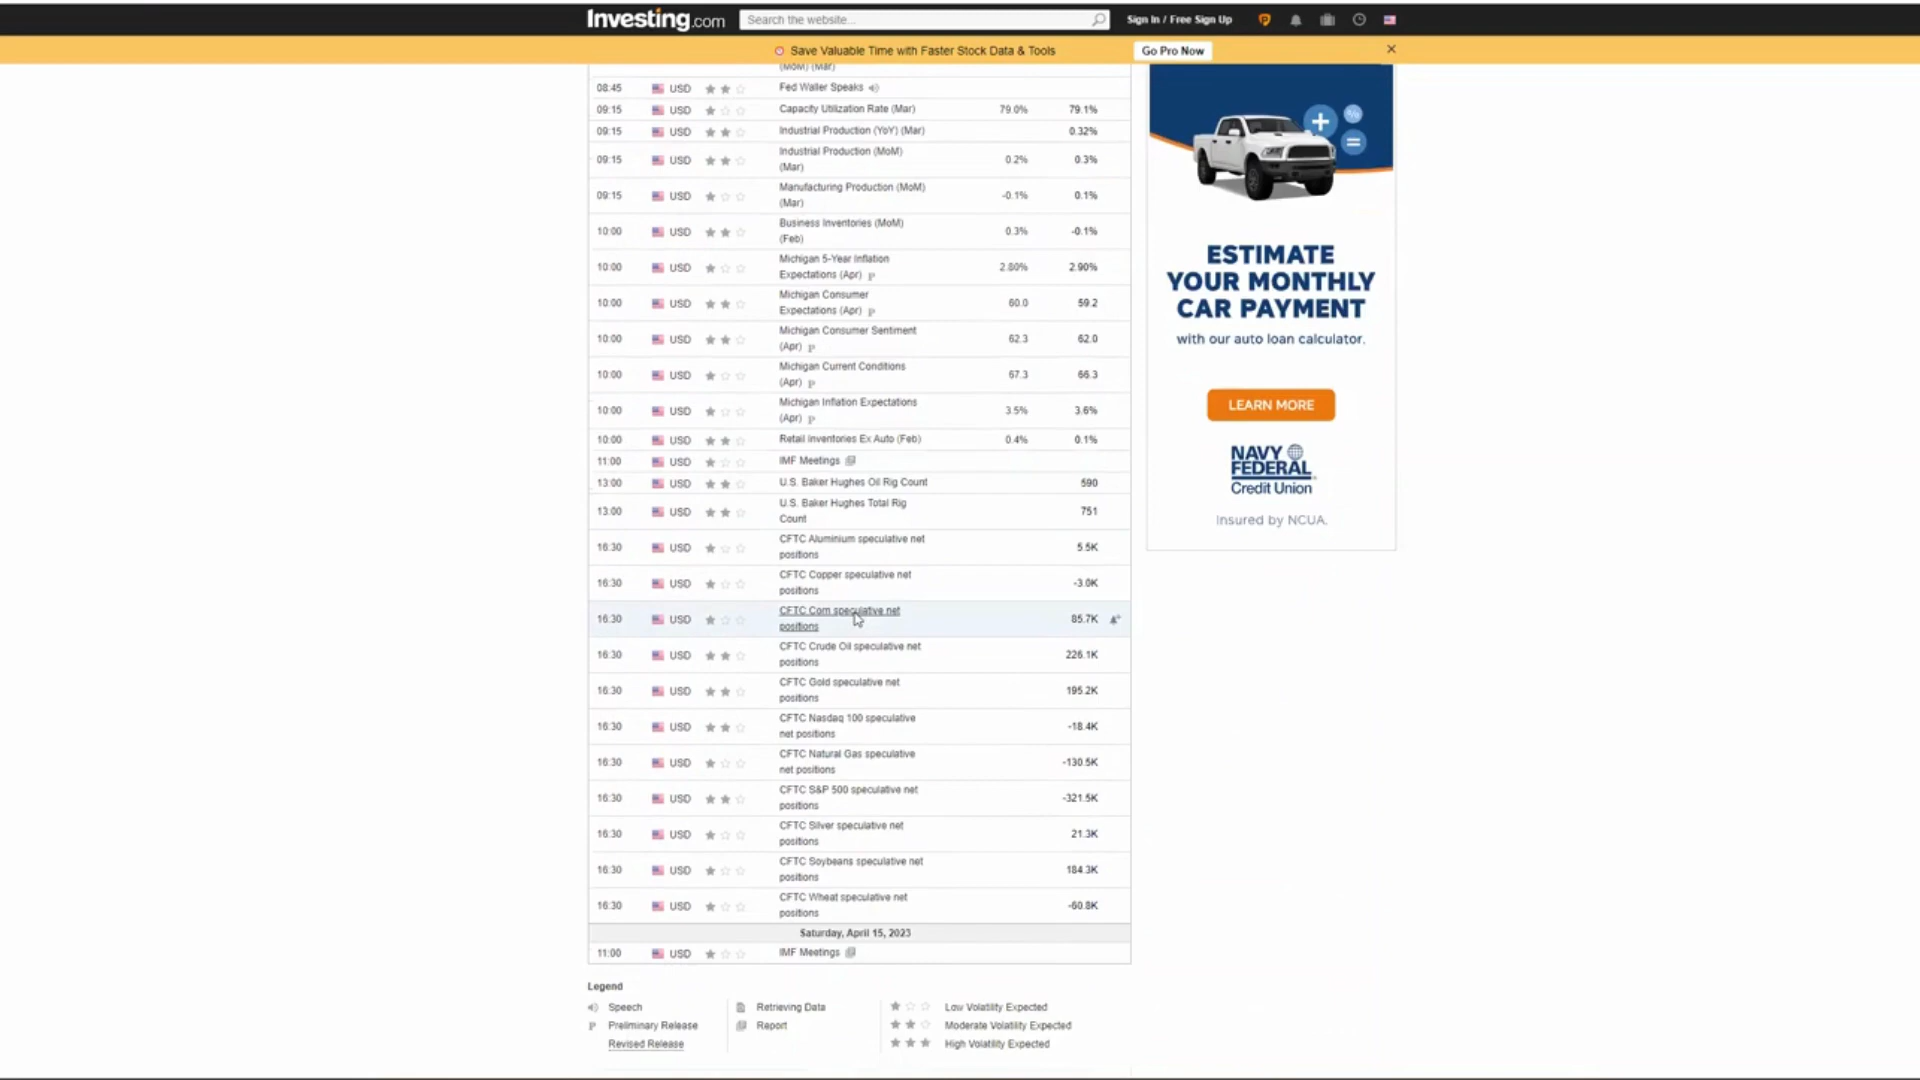 Investing.com
Search the website...
Sign In / Free Sign Up
Save Valuable Time with Faster Stock Data & Tools
Go Pro Now
(MoM) (Mar)
08:45 USD Fed Waller Speaks
09:15 USD Capacity Utilization Rate (Mar) 79.0% 79.1%
09:15 USD Industrial Production (YoY) (Mar) 0.32%
09:15 USD Industrial Production (MoM) 0.2% 0.3%
(Mar)
09:15 USD Manufacturing Production (MoM) -0.1% 0.1%
(Mar)
10:00 USD Business Inventories (MoM) 0.3% -0.1%
(Feb)
10:00 USD Michigan 5-Year Inflation 2.80% 2.90%
Expectations (Apr) P
10:00 USD Michigan Consumer 60.0 59.2
Expectations (Apr) P
10:00 USD Michigan Consumer Sentiment 62.3 62.0
(Apr) P
10:00 USD Michigan Current Conditions 67.3 66.3
(Apr) P
10:00 USD Michigan Inflation Expectations 3.5% 3.6%
(Apr) P
10:00 USD Retail Inventories Ex Auto (Feb) 0.4% 0.1%
11:00 USD IMF Meetings
13:00 USD U.S. Baker Hughes Oil Rig Count 590
13:00 USD U.S. Baker Hughes Total Rig 751
Count
16:30 USD CFTC Aluminium speculative net 5.5K
positions
16:30 USD CFTC Copper speculative net -3.0K
positions
16:30 USD CFTC Corn speculative net 85.7K
positions
16:30 USD CFTC Crude Oil speculative net 226.1K
positions
16:30 USD CFTC Gold speculative net 195.2K
positions
16:30 USD CFTC Nasdaq 100 speculative -18.4K
net positions
16:30 USD CFTC Natural Gas speculative -130.5K
net positions
16:30 USD CFTC S&P 500 speculative net -321.5K
positions
16:30 USD CFTC Silver speculative net 21.3K
positions
16:30 USD CFTC Soybeans speculative net 184.3K
positions
16:30 USD CFTC Wheat speculative net -60.8K
positions
Saturday, April 15, 2023
11:00 USD IMF Meetings
Legend
Speech
P Preliminary Release
Revised Release
Retrieving Data
Report
Low Volatility Expected
Moderate Volatility Expected
High Volatility Expected
ESTIMATE
YOUR MONTHLY
CAR PAYMENT
with our auto loan calculator.
LEARN MORE
NAVY
FEDERAL
Credit Union
Insured by NCUA.